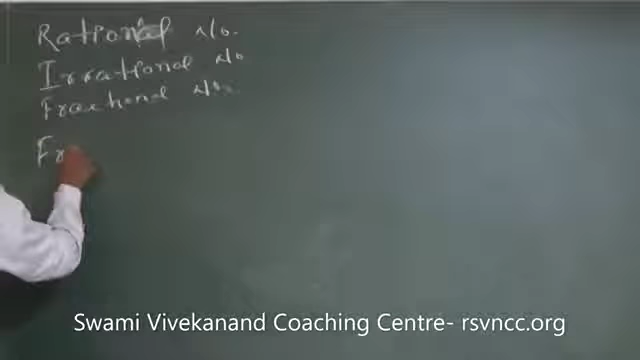 Rational No.
Irrational No
Fractional No.
Fr
Swami Vivekanand Coaching Centre- rsvncc.org